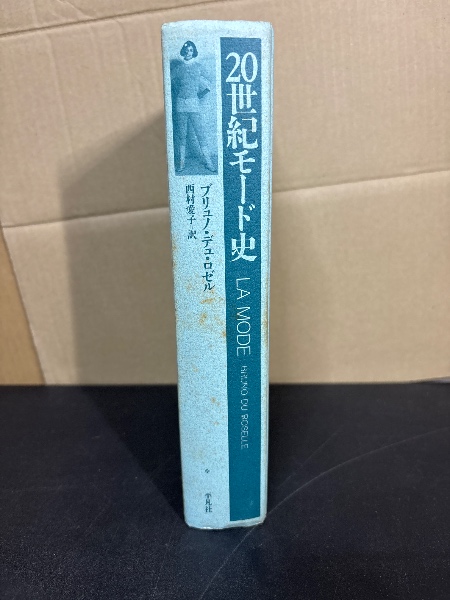 20世紀モード史
LA MODE
BRUNO DU ROSELLE
ブリュノ・デュ・ロゼル
西村愛子 訳
平凡社